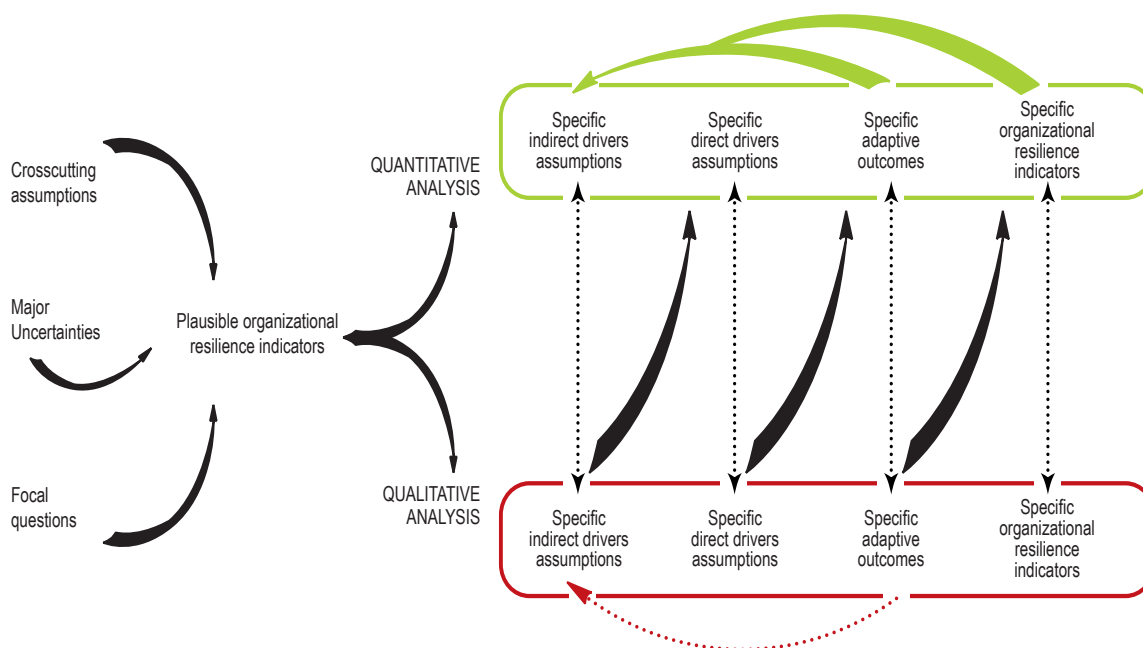 Crosscutting
assumptions
Major
Uncertainties
Focal
questions
Plausible organizational
resilience indicators
QUANTITATIVE
ANALYSIS
QUALITATIVE
ANALYSIS
Specific
indirect drivers
assumptions
Specific
direct drivers
assumptions
Specific
adaptive
outcomes
Specific
organizational
resilience
indicators
Specific
indirect drivers
assumptions
Specific
direct drivers
assumptions
Specific
adaptive
outcomes
Specific
organizational
resilience
indicators